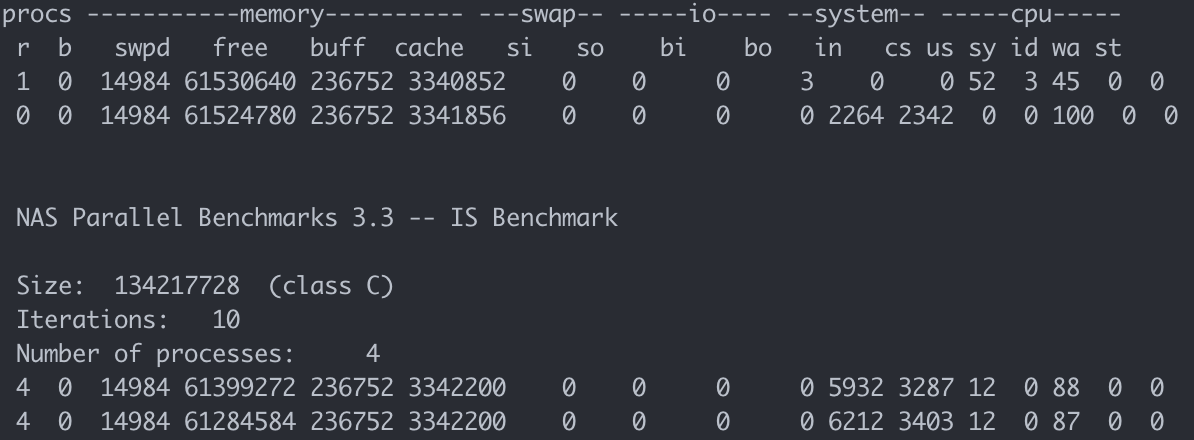 procs -----------memory---------- ---swap-- -----io---- --system-- -----cpu-----
 r  b   swpd   free   buff  cache   si   so    bi    bo   in   cs us sy id wa st
 1  0  14984 61530640 236752 3340852    0    0     0     3    0    0 52  3 45  0  0
 0  0  14984 61524780 236752 3341856    0    0     0     0 2264 2342  0  0 100  0  0
 NAS Parallel Benchmarks 3.3 -- IS Benchmark
 Size:  134217728  (class C)
 Iterations:   10
 Number of processes:     4
 4  0  14984 61399272 236752 3342200    0    0     0     0 5932 3287 12  0 88  0  0
 4  0  14984 61284584 236752 3342200    0    0     0     0 6212 3403 12  0 87  0  0